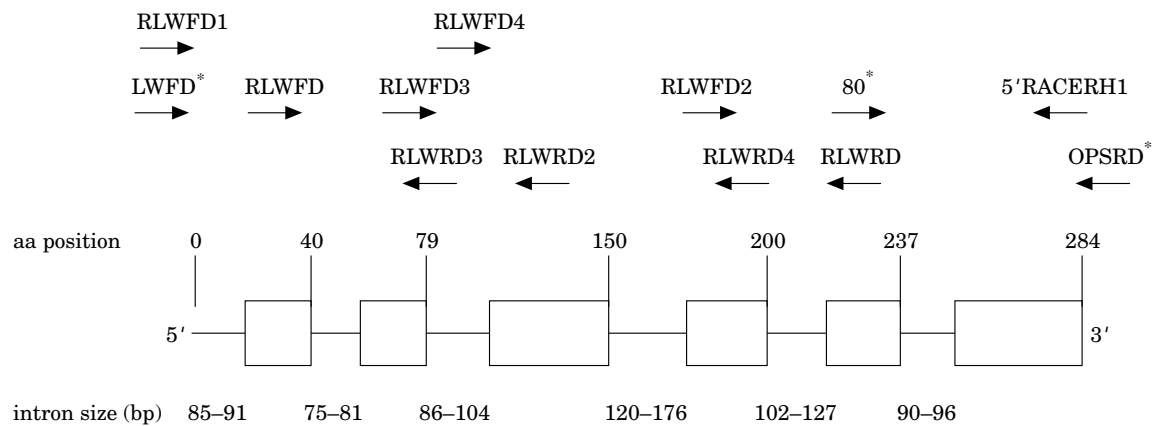 RLWFD1 RLWFD4
LWFD* RLWFD RLWFD3 RLWFD2 80* 5′RACERH1
RLWRD3 RLWRD2 RLWRD4 RLWRD OPSRD*
aa position 0 40 79 150 200 237 284
5′ 3′
intron size (bp) 85–91 75–81 86–104 120–176 102–127 90–96